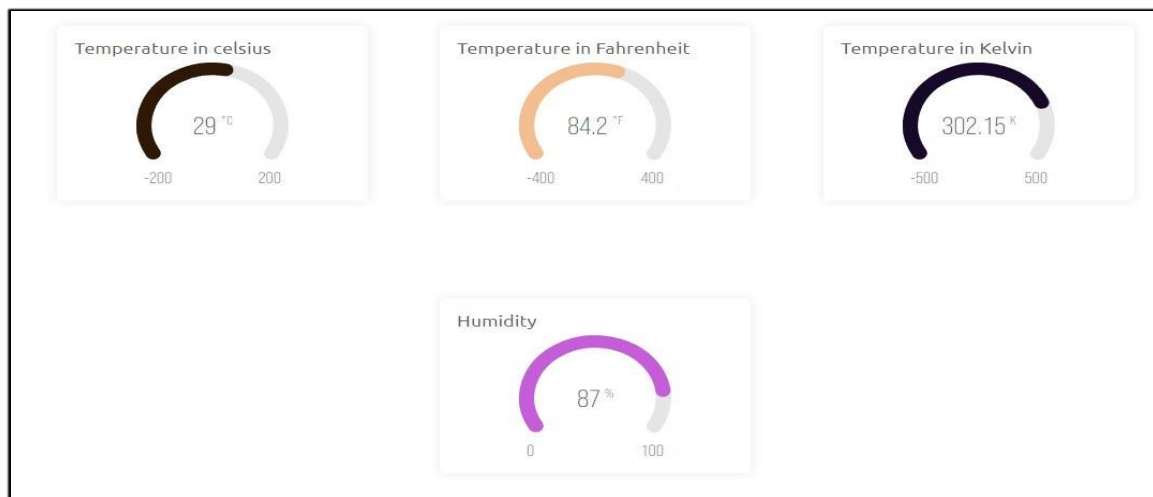 Temperature in celsius
29 °C
-200 200
Temperature in Fahrenheit
84.2 °F
-400 400
Temperature in Kelvin
302.15 K
-500 500
Humidity
87 %
0 100